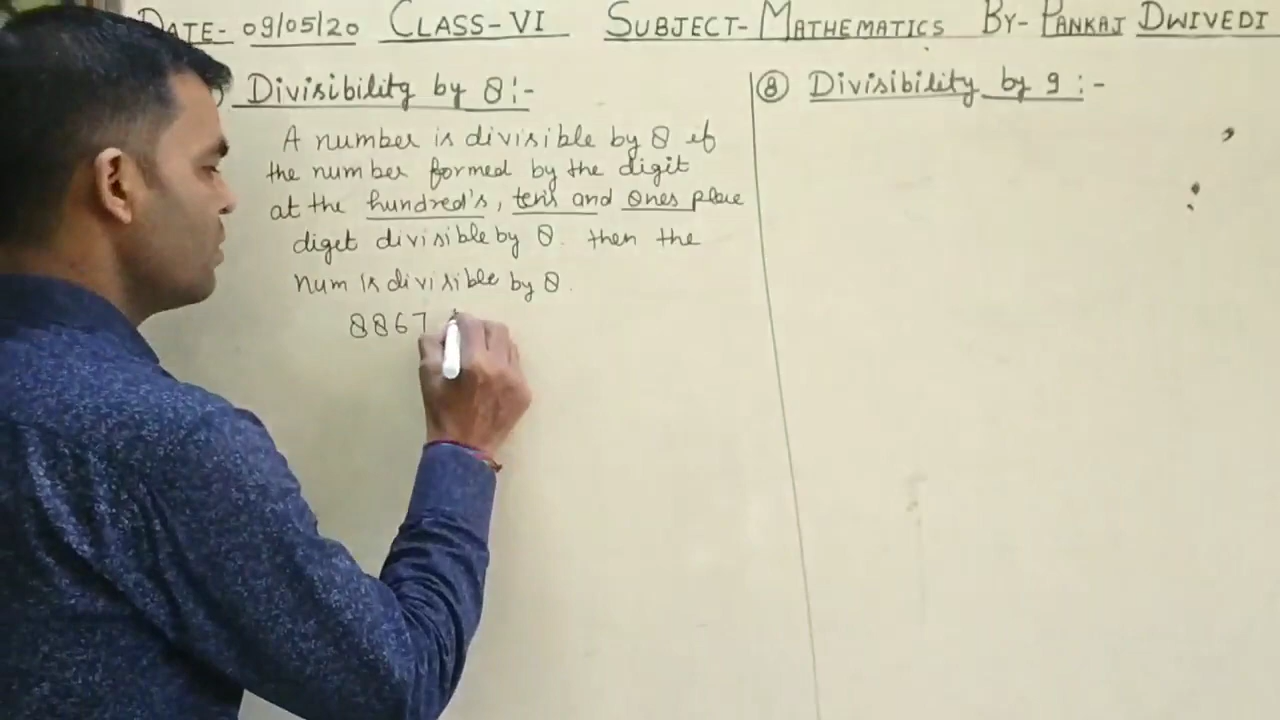 DATE- 09/05/20 CLASS-VI SUBJECT- MATHEMATICS BY- PANKAJ DWIVEDI
Divisibility by 8:-
A number is divisible by 8 if
the number formed by the digit
at the hundred's, tens and ones place
diget divisible by 8. then the
num is divisible by 8.
8867
⑧ Divisibility by 9:-